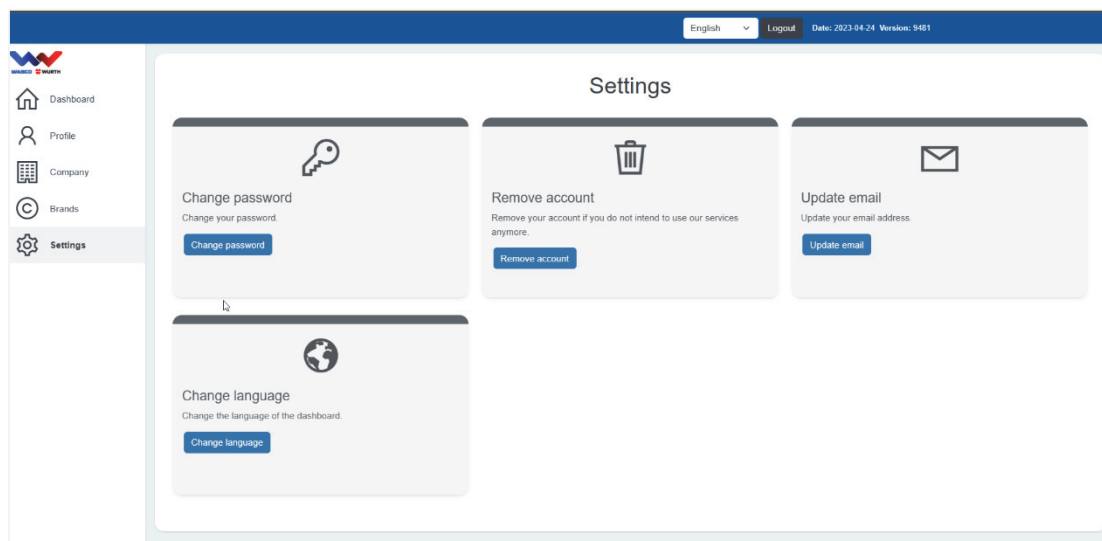 English
Logout
Date: 2023-04-24 Version: 9481
WABCO WURTH
Dashboard
Profile
Company
Brands
Settings
Settings
Change password
Change your password.
Change password
Remove account
Remove your account if you do not intend to use our services
anymore.
Remove account
Update email
Update your email address.
Update email
Change language
Change the language of the dashboard.
Change language